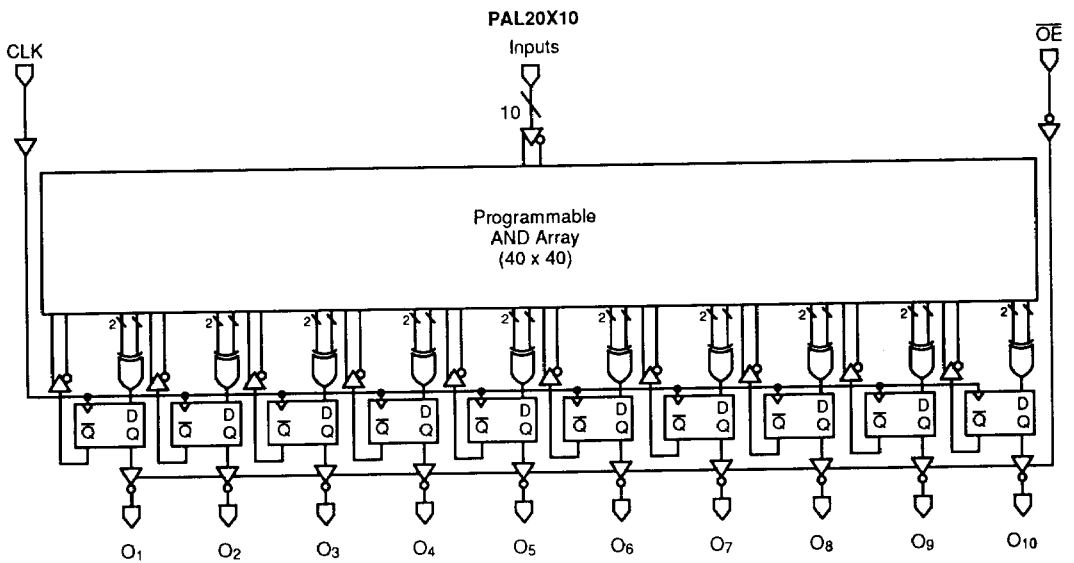 PAL20X10
CLK
Inputs
O̅E̅
10
Programmable
AND Array
(40 x 40)
2 2 2 2 2 2 2 2 2 2
D D D D D D D D D D
Q̅ Q Q̅ Q Q̅ Q Q̅ Q Q̅ Q Q̅ Q Q̅ Q Q̅ Q Q̅ Q Q̅ Q
O1 O2 O3 O4 O5 O6 O7 O8 O9 O10